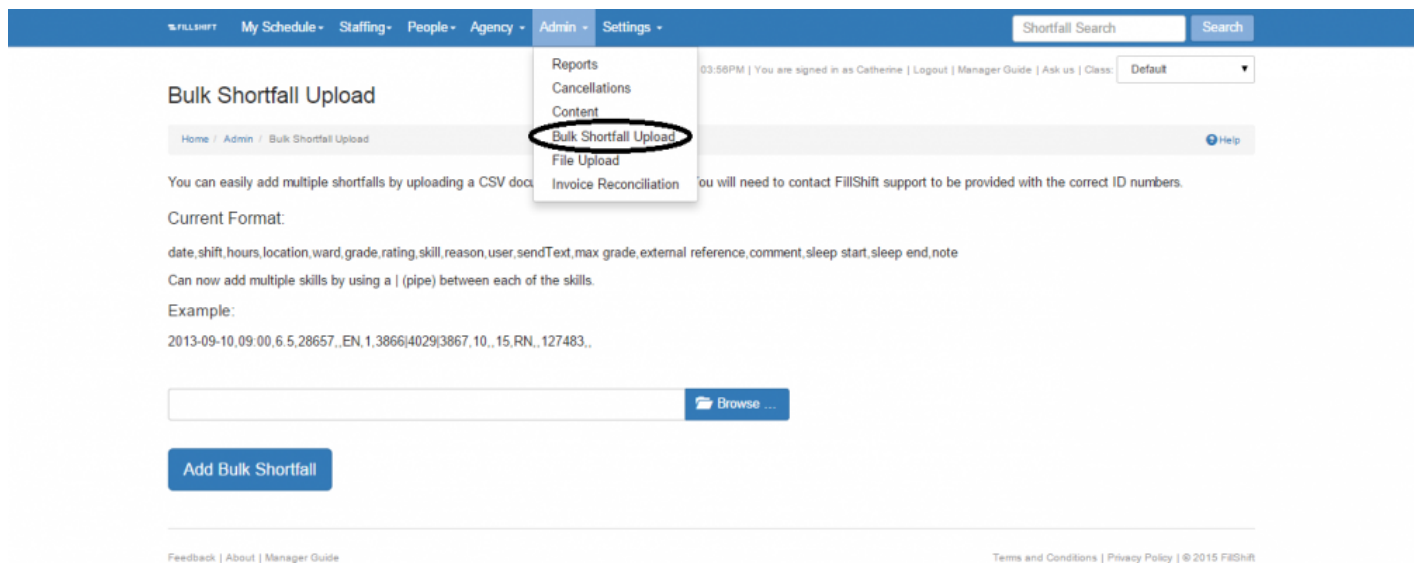 FILLSHIFT My Schedule Staffing People Agency Admin Settings Shortfall Search Search
Reports
Cancellations
Content
Bulk Shortfall Upload
File Upload
Invoice Reconciliation
03:56PM | You are signed in as Catherine | Logout | Manager Guide | Ask us | Class: Default
Bulk Shortfall Upload
Home / Admin / Bulk Shortfall Upload Help
You can easily add multiple shortfalls by uploading a CSV ou will need to contact FillShift support to be provided with the correct ID numbers.
Current Format:
date,shift,hours,location,ward,grade,rating,skill,reason,user,sendText,max grade,external reference,comment,sleep start,sleep end,note
Can now add multiple skills by using a | (pipe) between each of the skills.
Example:
2013-09-10,09:00,6.5,28657,,EN,1,3866|4029|3867,10,,15,RN,,127483,,
Browse ...
Add Bulk Shortfall
Feedback | About | Manager Guide Terms and Conditions | Privacy Policy | © 2015 FillShift